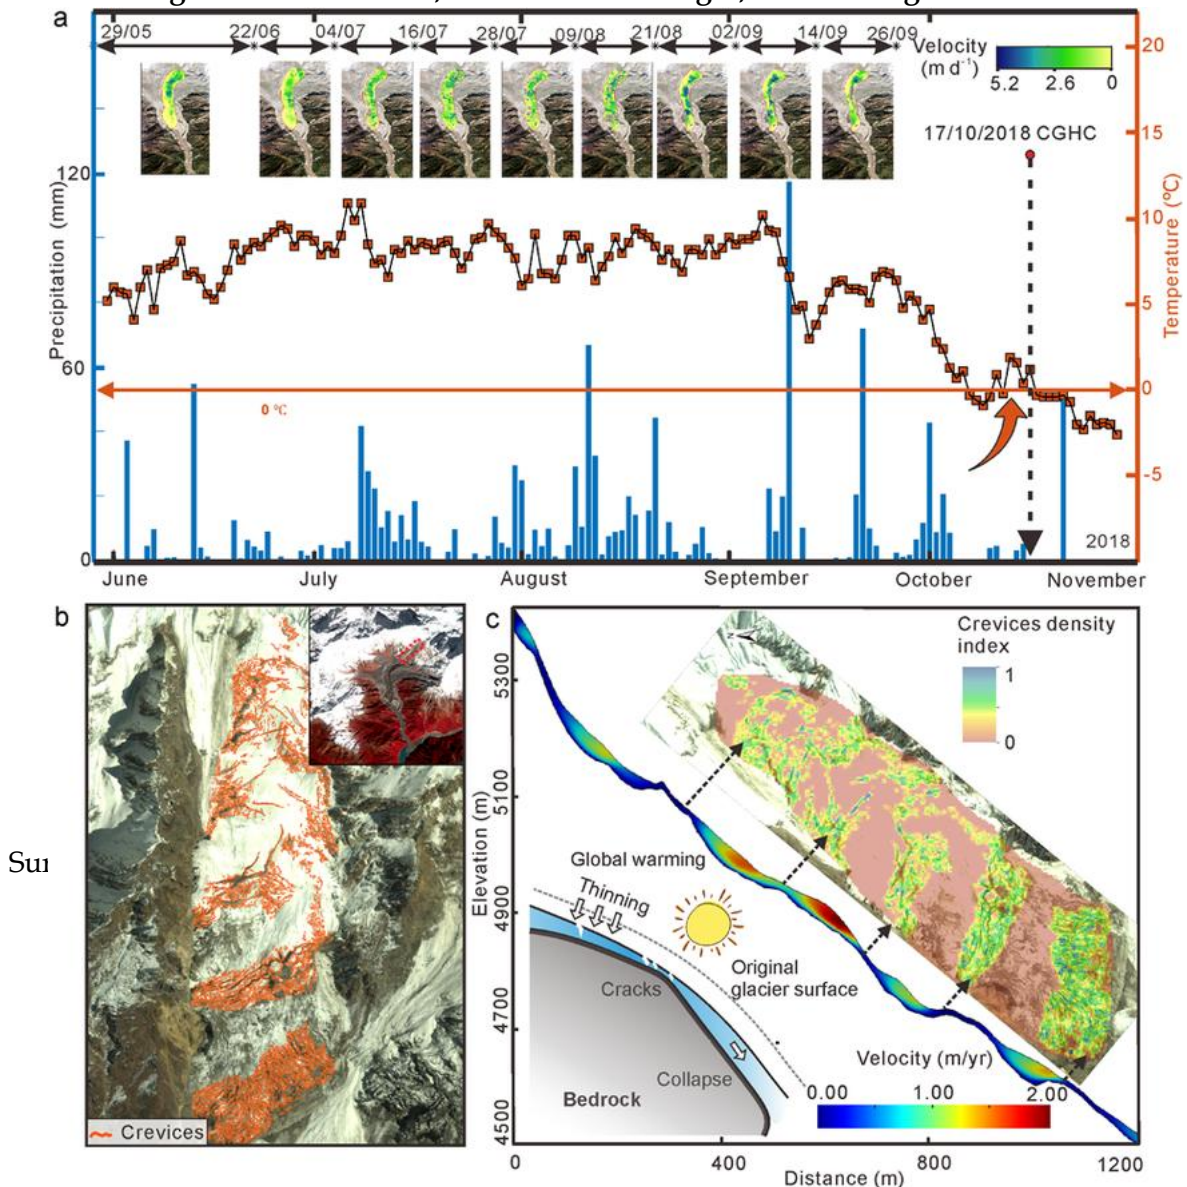 a
29/05 22/06 04/07 16/07 28/07 09/08 21/08 02/09 14/09 26/09
Velocity
(m d⁻¹)
5.2 2.6 0
17/10/2018 CGHC
Precipitation (mm)
120
60
0
Temperature (℃)
20
15
10
5
0
-5
0 ℃
2018
June July August September October November
b
Crevices
c
Crevices density
index
1
0
Elevation (m)
5300
5100
4900
4700
4500
Global warming
Thinning
Original
glacier surface
Cracks
Collapse
Bedrock
Velocity (m/yr)
0.00 1.00 2.00
0 400 800 1200
Distance (m)